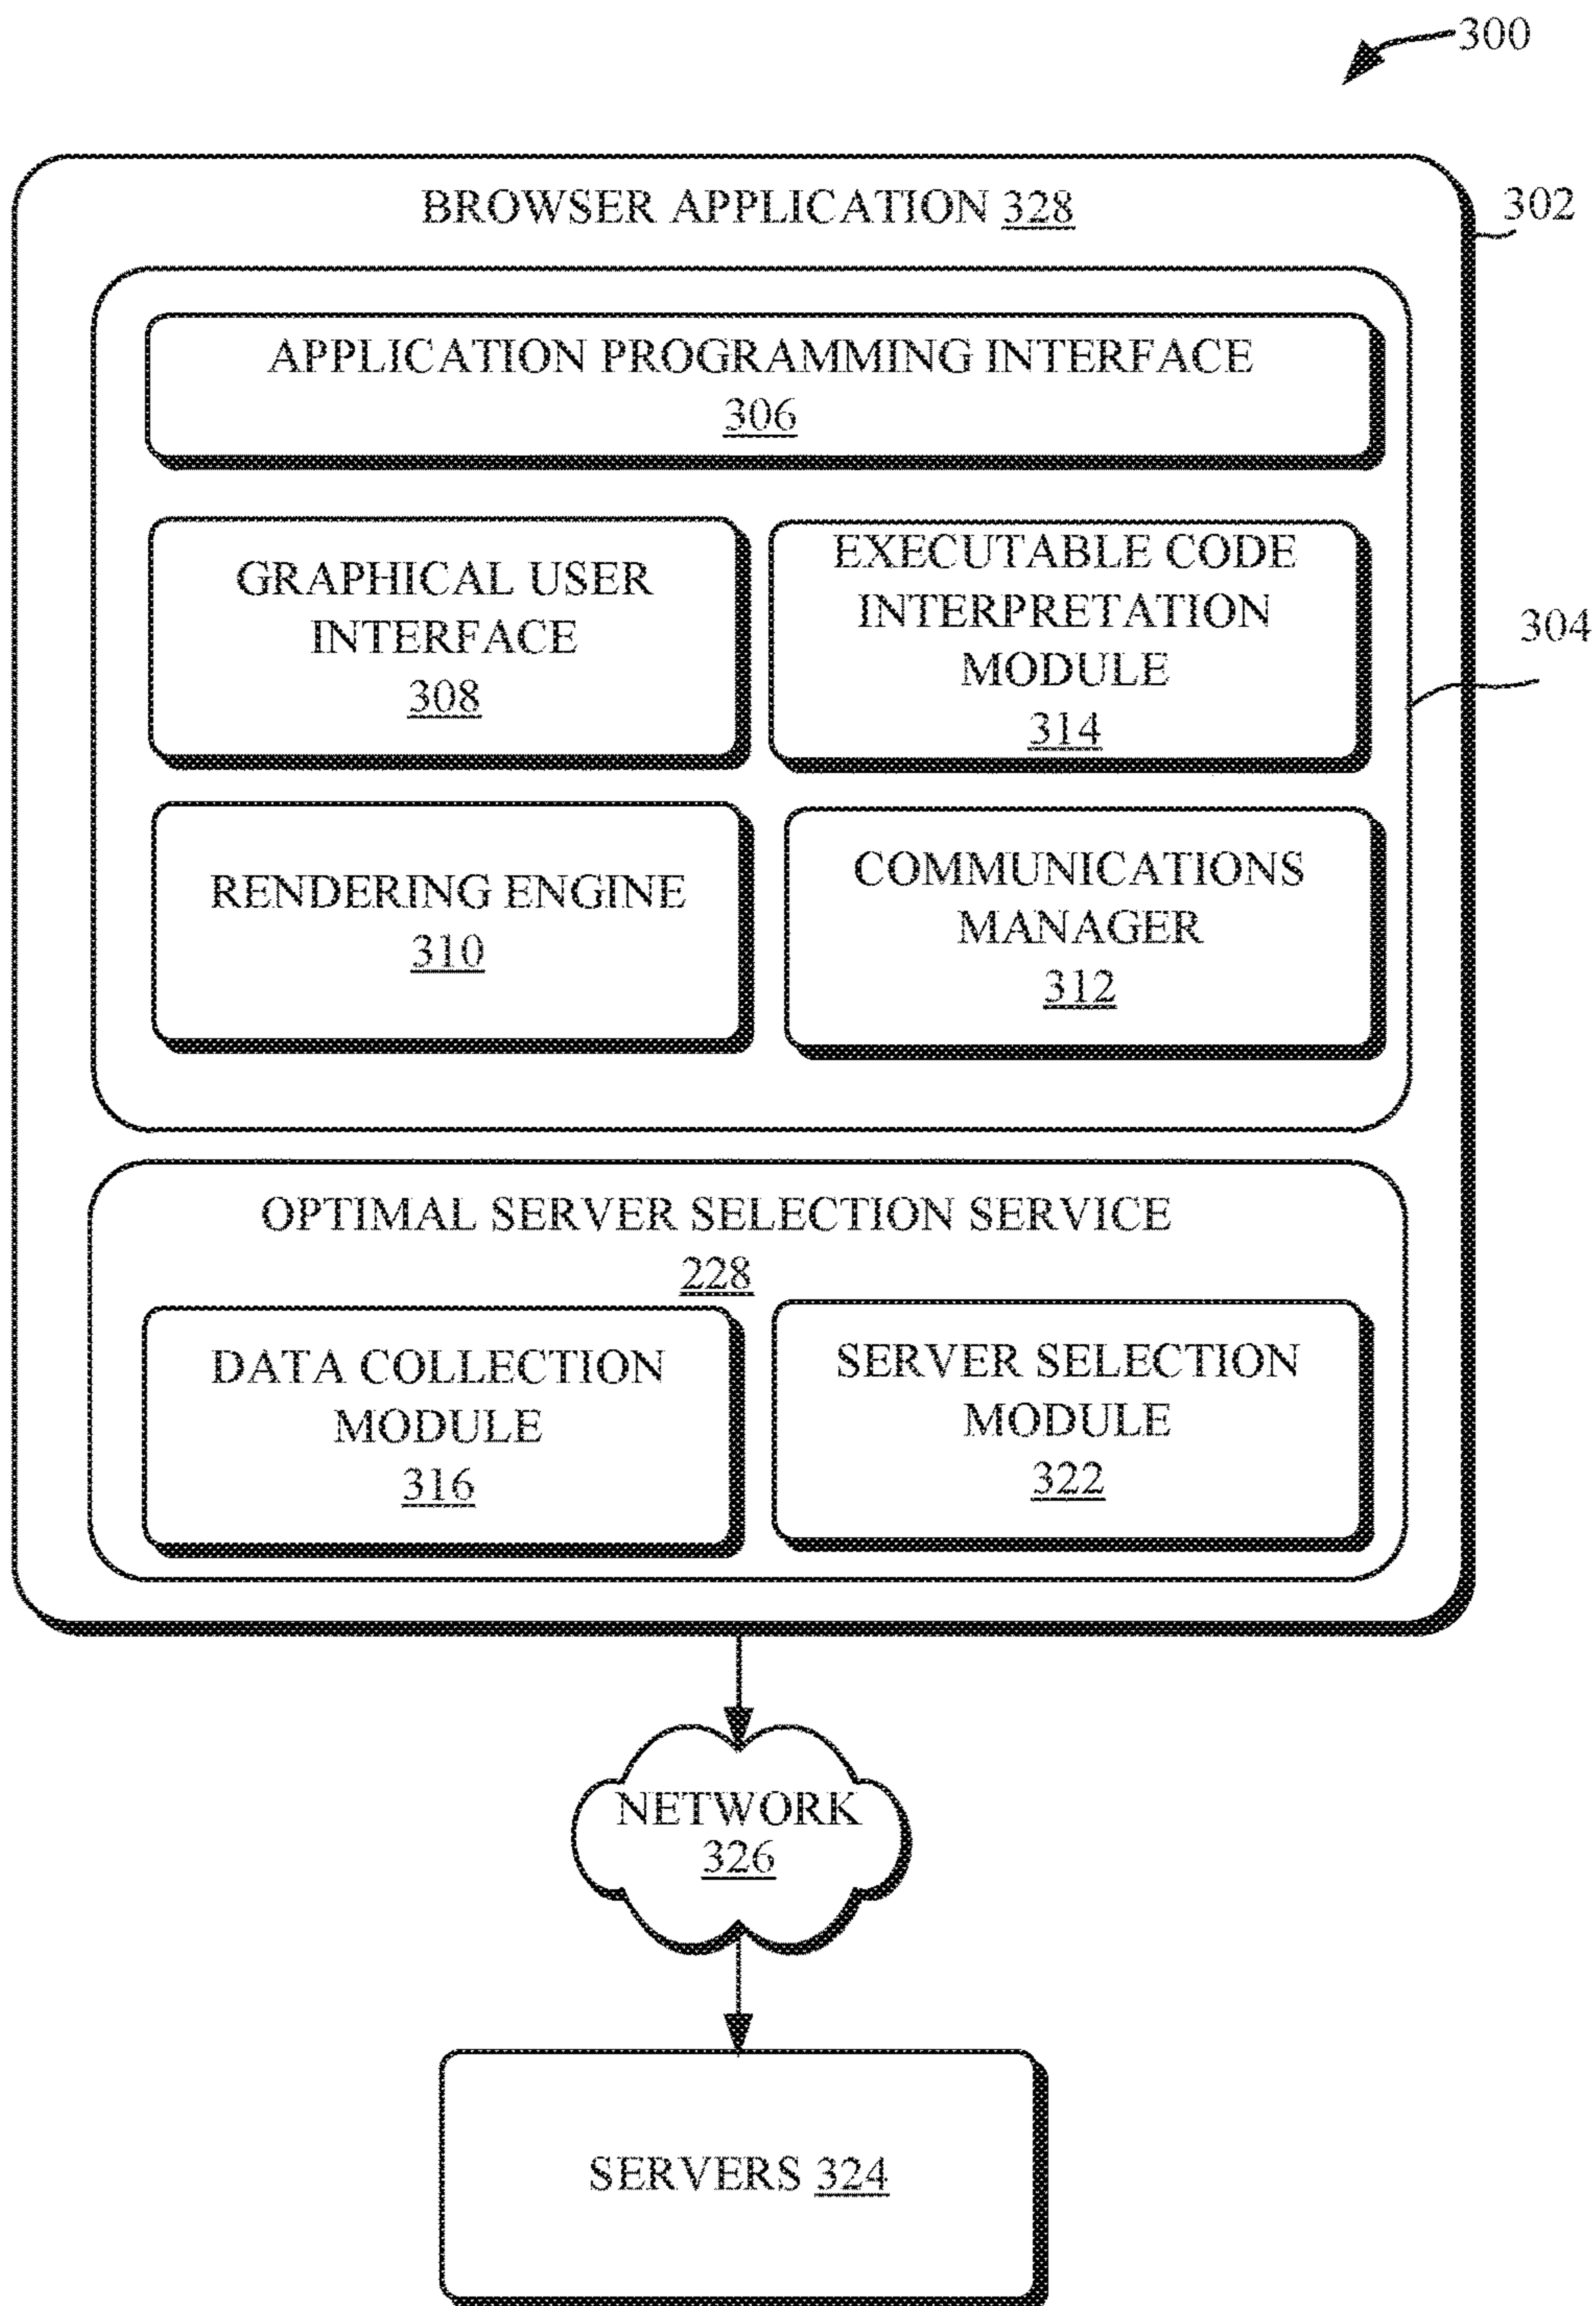 300
BROWSER APPLICATION 328
302
APPLICATION PROGRAMMING INTERFACE
306
GRAPHICAL USER
INTERFACE
308
EXECUTABLE CODE
INTERPRETATION
MODULE
314
304
RENDERING ENGINE
310
COMMUNICATIONS
MANAGER
312
OPTIMAL SERVER SELECTION SERVICE
228
DATA COLLECTION
MODULE
316
SERVER SELECTION
MODULE
322
NETWORK
326
SERVERS 324